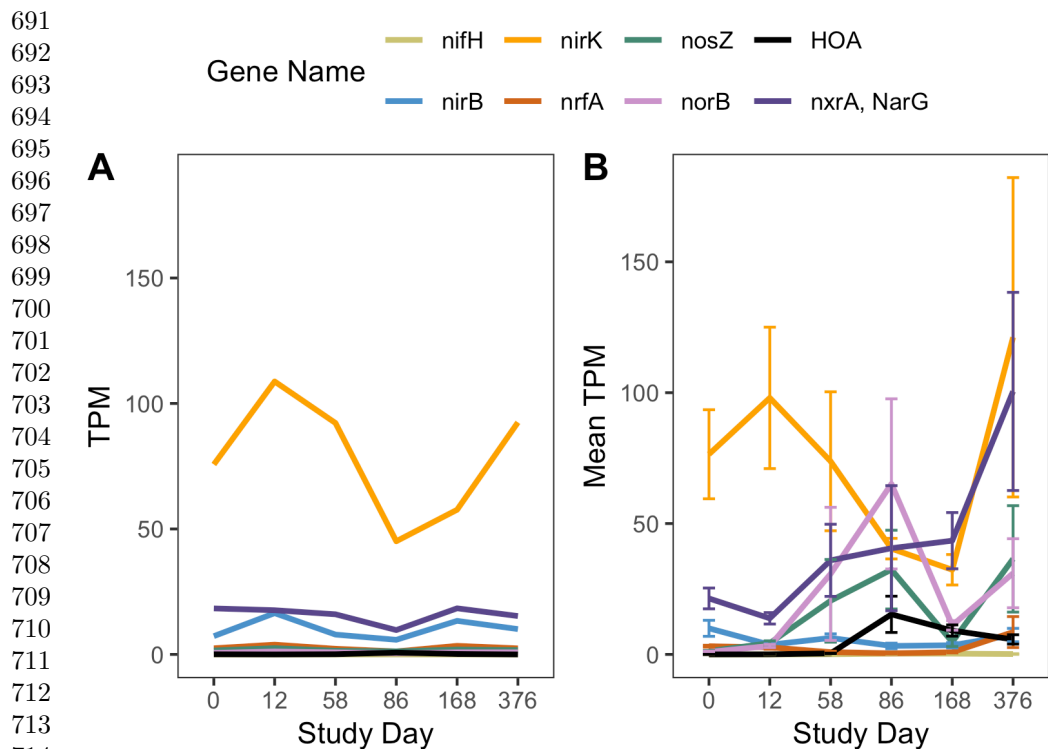 691
692
693
694
695
696
697
698
699
700
701
702
703
704
705
706
707
708
709
710
711
712
713
Gene Name
nifH nirK nosZ HOA
nirB nrfA norB nxrA, NarG
A
TPM
150
100
50
0
0 12 58 86 168 376
Study Day
B
Mean TPM
150
100
50
0
0 12 58 86 168 376
Study Day